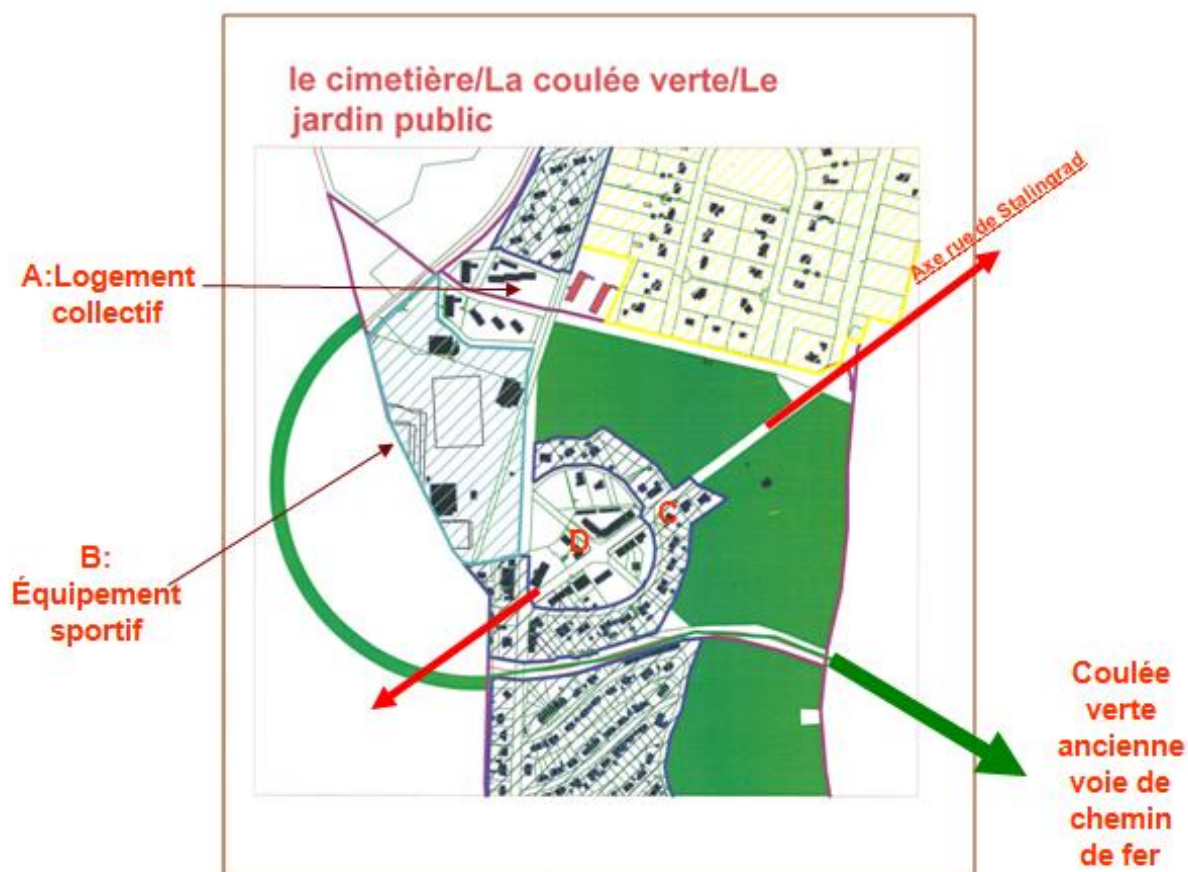 le cimetière/La coulée verte/Le
jardin public
Axe rue de Stalingrad
A:Logement
collectif
C
D
B:
Équipement
sportif
Coulée
verte
ancienne
voie de
chemin
de fer